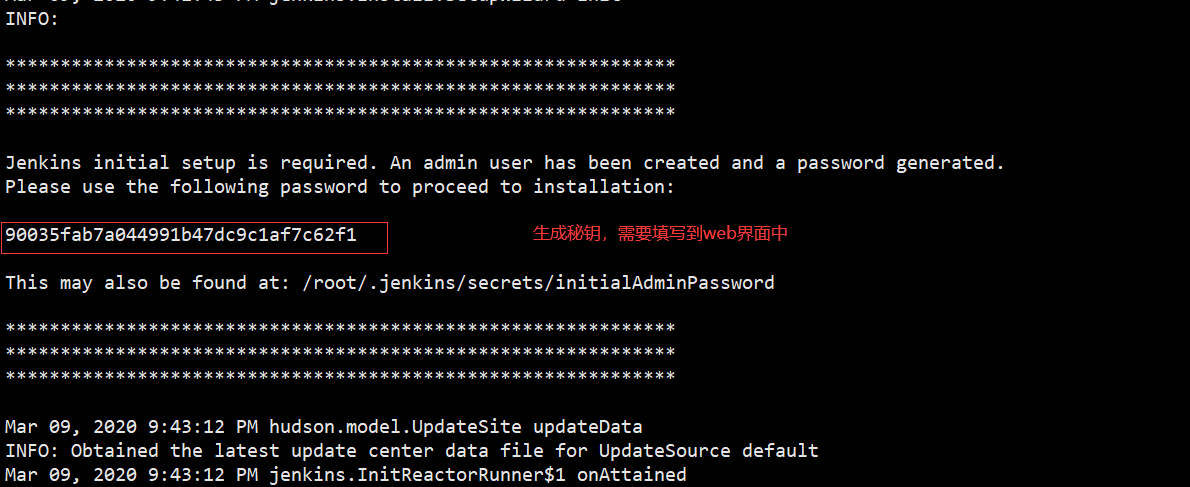 INFO:
*************************************************************
*************************************************************
*************************************************************
Jenkins initial setup is required. An admin user has been created and a password generated.
Please use the following password to proceed to installation:
90035fab7a044991b47dc9c1af7c62f1
生成秘钥，需要填写到web界面中
This may also be found at: /root/.jenkins/secrets/initialAdminPassword
*************************************************************
*************************************************************
*************************************************************
Mar 09, 2020 9:43:12 PM hudson.model.UpdateSite updateData
INFO: Obtained the latest update center data file for UpdateSource default
Mar 09, 2020 9:43:12 PM jenkins.InitReactorRunner$1 onAttained